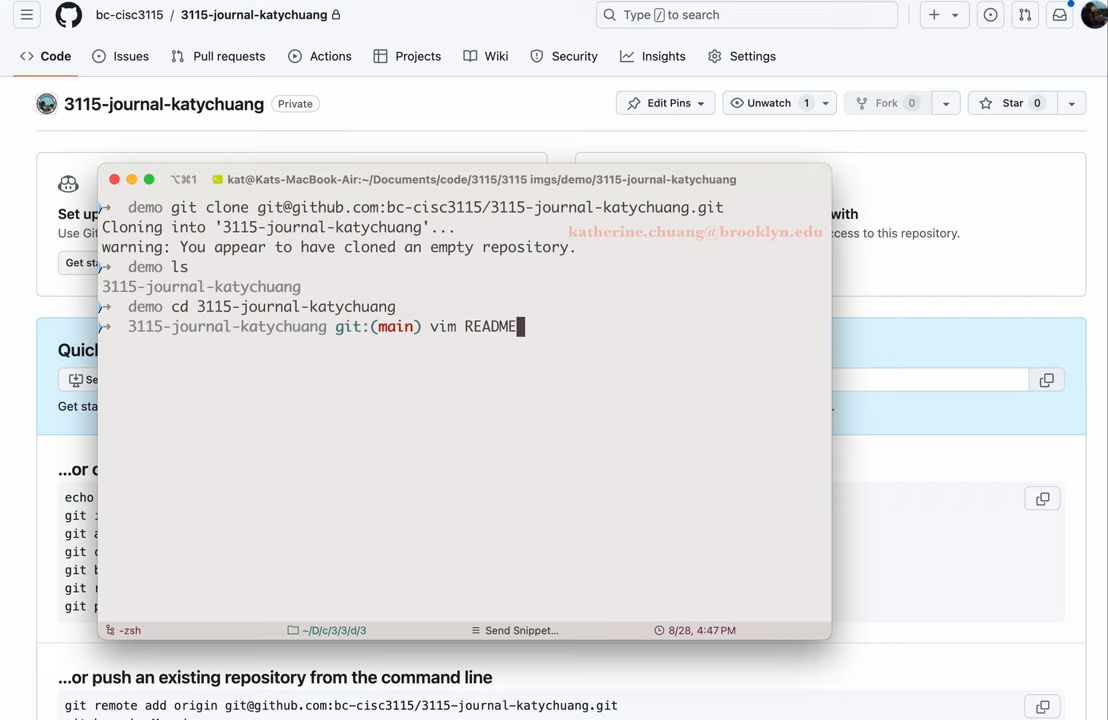 bc-cisc3115 / 3115-journal-katychuang
Type / to search
Code Issues Pull requests Actions Projects Wiki Security Insights Settings
3115-journal-katychuang Private
Edit Pins Unwatch 1 Fork 0 Star 0
Set up with
Use Git ccess to this repository.
Get sta
⌥⌘1 kat@Kats-MacBook-Air:~/Documents/code/3115/3115 imgs/demo/3115-journal-katychuang
→ demo git clone git@github.com:bc-cisc3115/3115-journal-katychuang.git
Cloning into '3115-journal-katychuang'...
katherine.chuang@brooklyn.edu
warning: You appear to have cloned an empty repository.
→ demo ls
3115-journal-katychuang
→ demo cd 3115-journal-katychuang
→ 3115-journal-katychuang git:(main) vim README
Quick
Se
Get sta
...or c
echo
git i
git a
git c
git b
git r
git p
-zsh ~/D/c/3/3/d/3 Send Snippet... 8/28, 4:47 PM
...or push an existing repository from the command line
git remote add origin git@github.com:bc-cisc3115/3115-journal-katychuang.git